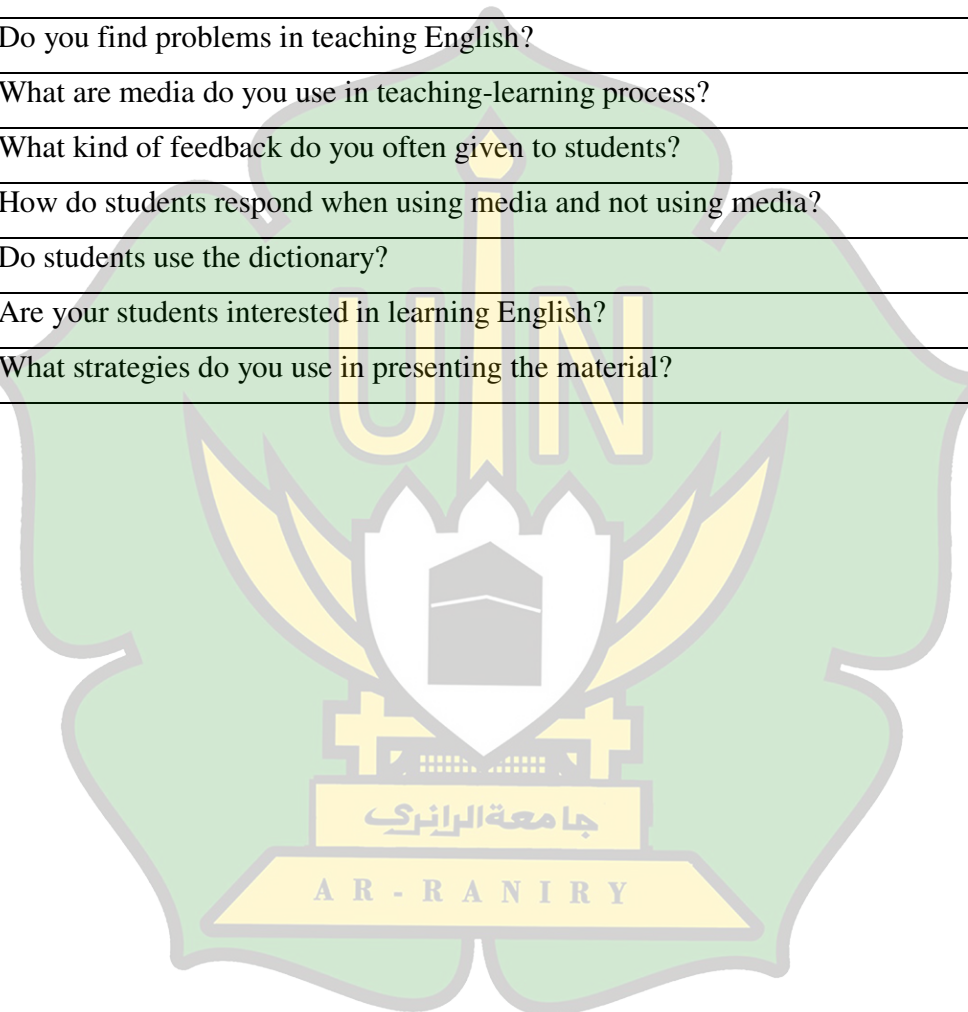 Do you find problems in teaching English?
What are media do you use in teaching-learning process?
What kind of feedback do you often given to students?
How do students respond when using media and not using media?
Do students use the dictionary?
Are your students interested in learning English?
What strategies do you use in presenting the material?
UIN
جامعة الرانري
AR-RANIRY